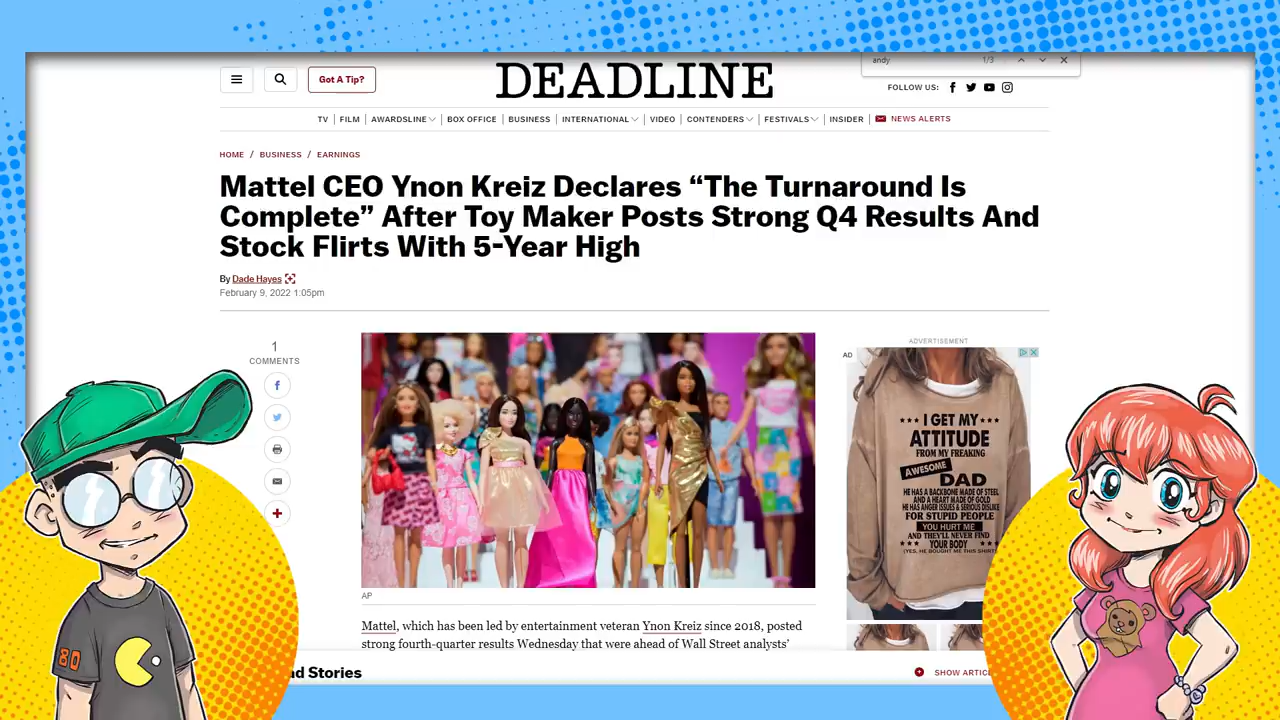 andy
1/3
Got A Tip?
DEADLINE
FOLLOW US:
TV | FILM | AWARDSLINE | BOX OFFICE | BUSINESS | INTERNATIONAL | VIDEO | CONTENDERS | FESTIVALS | INSIDER NEWS ALERTS
HOME / BUSINESS / EARNINGS
Mattel CEO Ynon Kreiz Declares “The Turnaround Is
Complete” After Toy Maker Posts Strong Q4 Results And
Stock Flirts With 5-Year High
By Dade Hayes
February 9, 2022 1:05pm
1
COMMENTS
AP
Mattel, which has been led by entertainment veteran Ynon Kreiz since 2018, posted
strong fourth-quarter results Wednesday that were ahead of Wall Street analysts’
ADVERTISEMENT
AD
I GET MY
ATTITUDE
FROM MY FREAKING
AWESOME
DAD
HE HAS A BACKBONE MADE OF STEEL
AND A HEART MADE OF GOLD
HE HAS ANGER ISSUES & SERIOUS DISLIKE
FOR STUPID PEOPLE
YOU HURT ME
AND THEY'LL NEVER FIND
YOUR BODY
(YES, HE BOUGHT ME THIS SHIRT)
Stories
SHOW
80